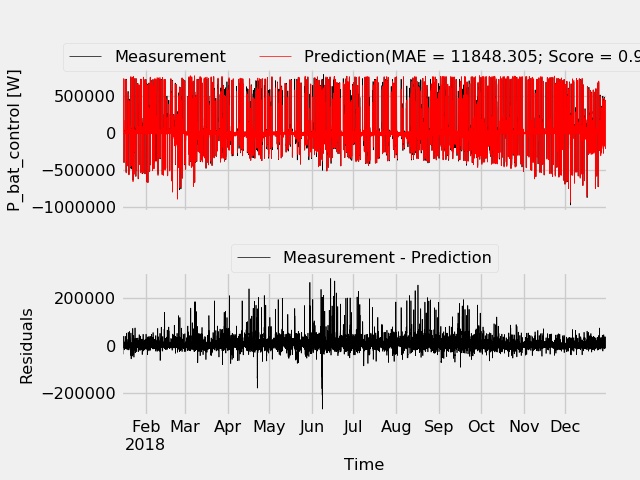 Measurement
Prediction(MAE = 11848.305; Score = 0.9
P_bat_control [W]
500000
0
−500000
−1000000
Measurement - Prediction
Residuals
200000
0
−200000
Feb Mar Apr May Jun Jul Aug Sep Oct Nov Dec
2018
Time